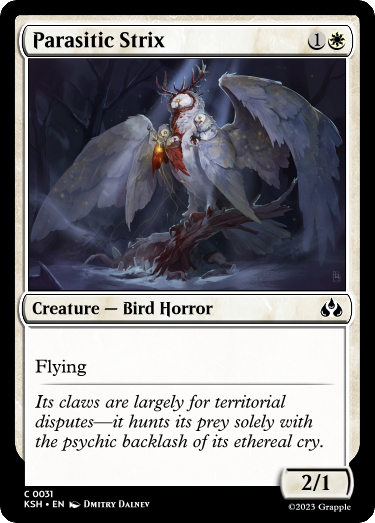 Parasitic Strix 1
Creature — Bird Horror
Flying
Its claws are largely for territorial
disputes—it hunts its prey solely with
the psychic backlash of its ethereal cry.
2/1
C 0031
KSH • EN Dmitry Dalnev
©2023 Grapple